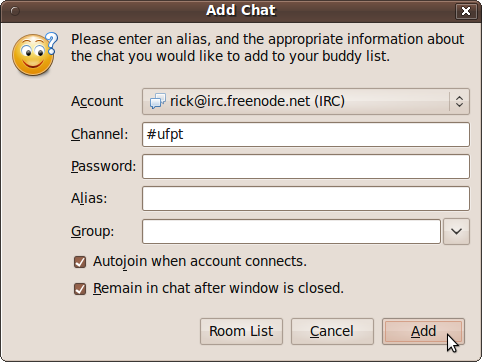 Add Chat
Please enter an alias, and the appropriate information about
the chat you would like to add to your buddy list.
Account
rick@irc.freenode.net (IRC)
Channel:
#ufpt
Password:
Alias:
Group:
Autojoin when account connects.
Remain in chat after window is closed.
Room List
Cancel
Add